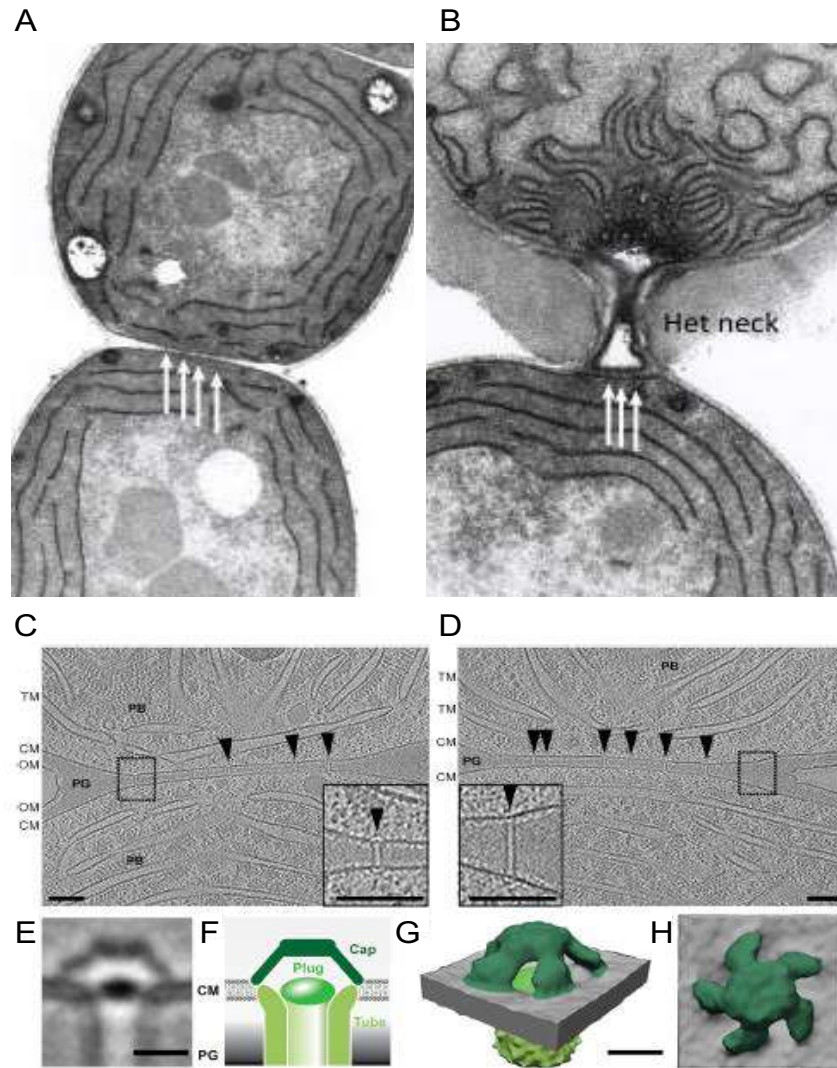 A
B
Het neck
C
D
TM
PB
CM
OM
PG
OM
CM
PB
PB
TM
TM
CM
PG
CM
E
F
G
H
Cap
Plug
CM
Tube
PG